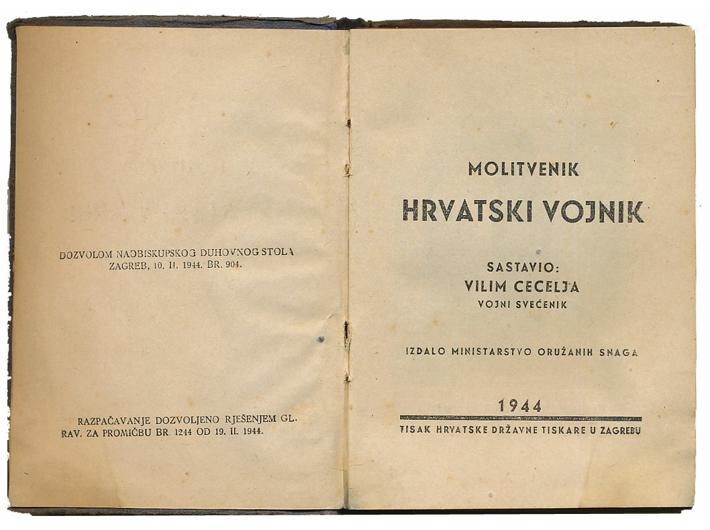 DOZVOLOM NADBISKUPSKOG DUHOVNOG STOLA
ZAGREB, 10. II. 1944. BR. 904.
RAZPAČAVANJE DOZVOLJENO RJEŠENJEM GL.
RAV. ZA PROMIČBU BR. 1244 OD 19. II. 1944.
MOLITVENIK
HRVATSKI VOJNIK
SASTAVIO:
VILIM CECELJA
VOJNI SVEĆENIK
IZDALO MINISTARSTVO ORUŽANIH SNAGA
1944
TISAK HRVATSKE DRŽAVNE TISKARE U ZAGREBU